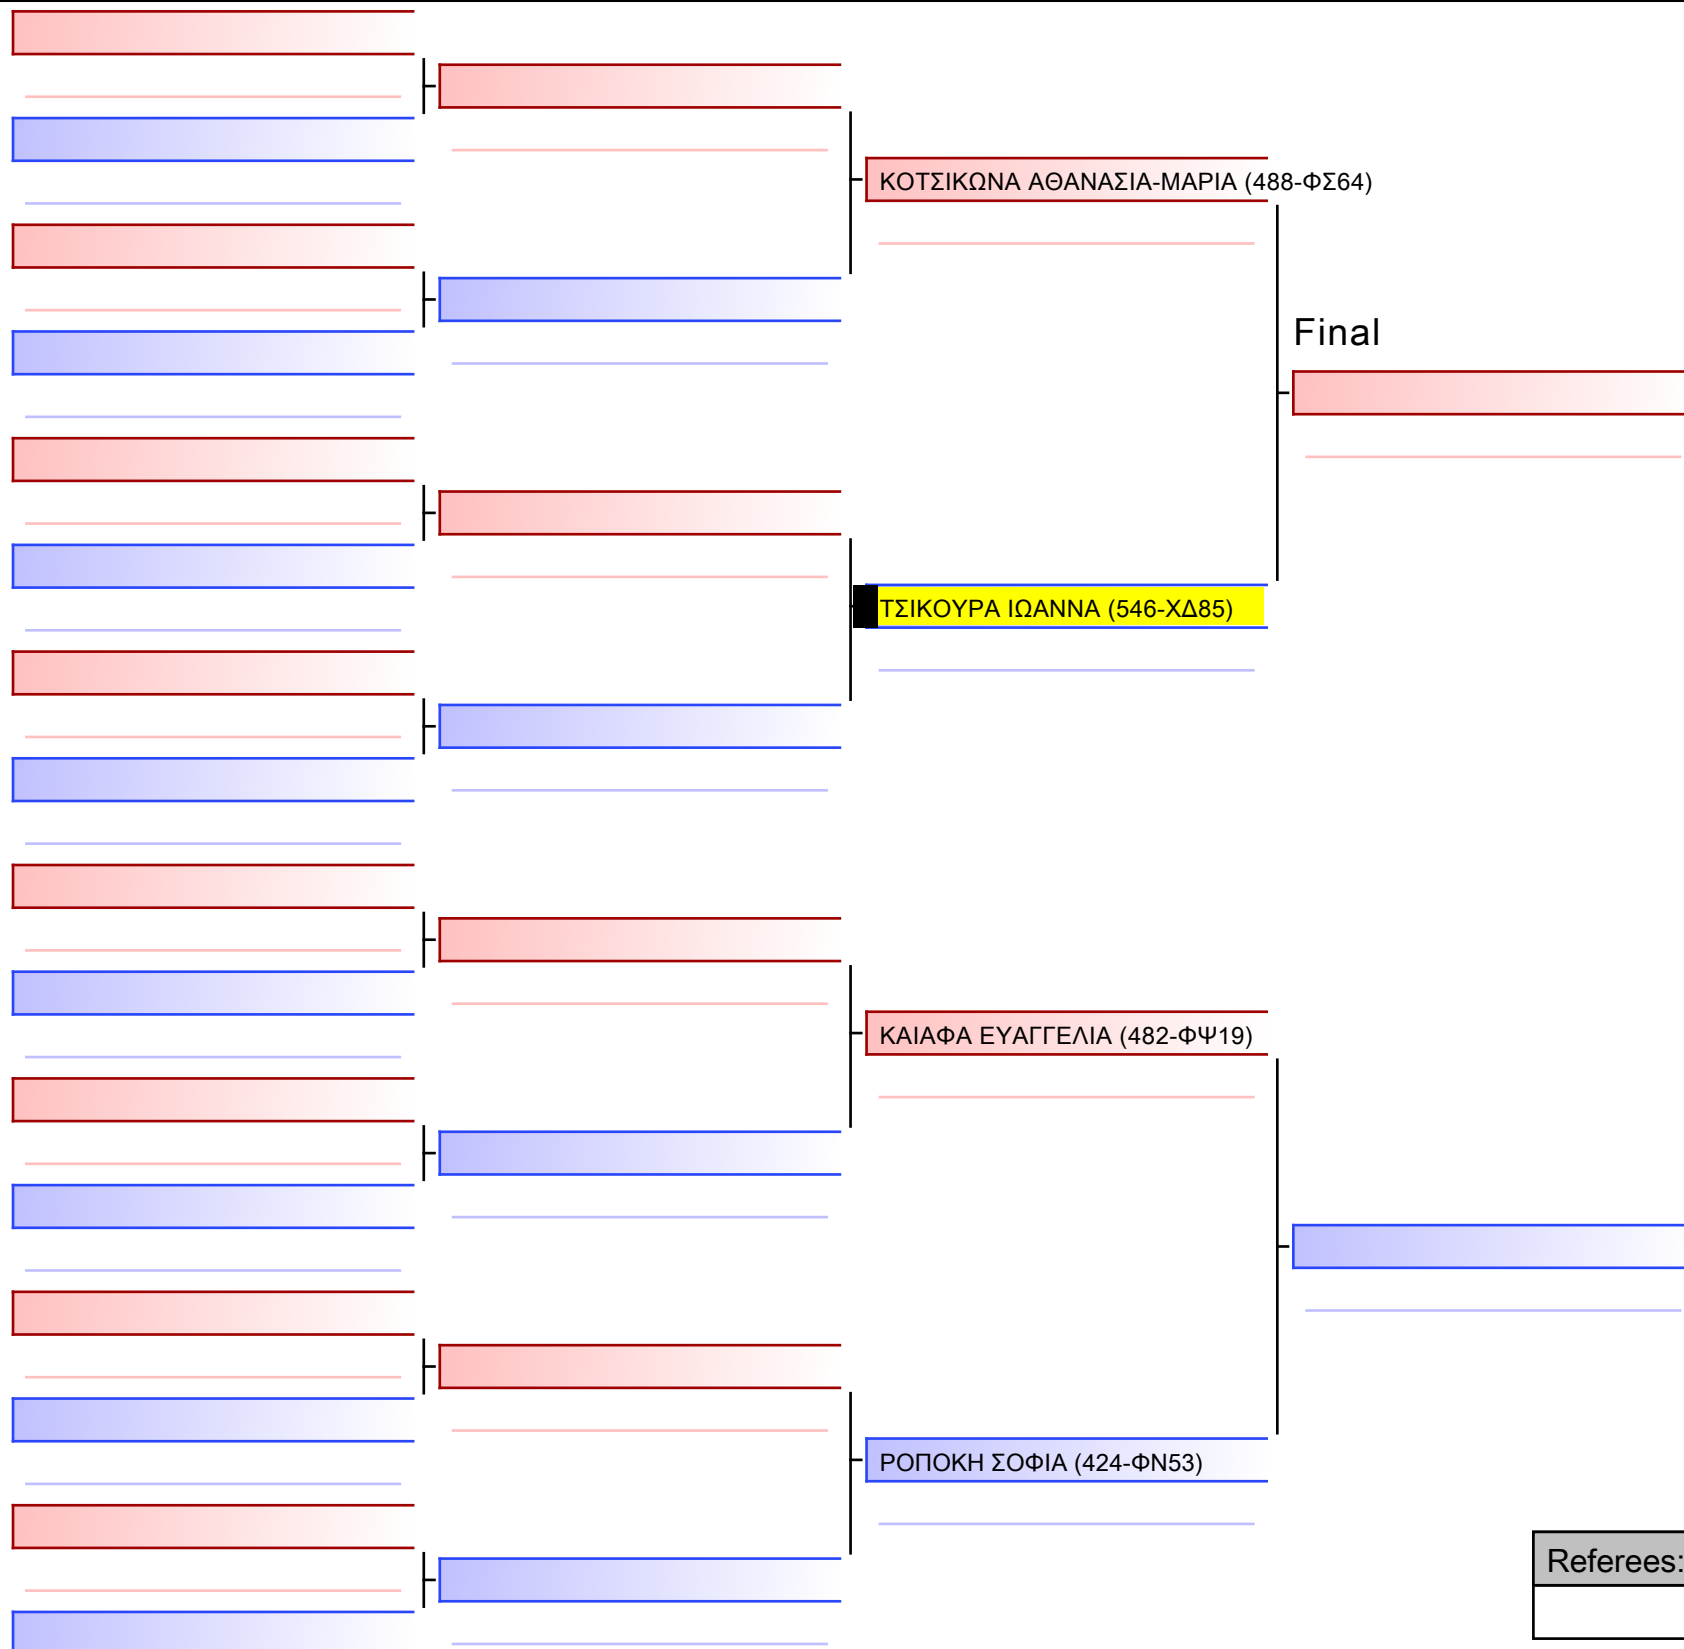 ΚΟΤΣΙΚΩΝΑ ΑΘΑΝΑΣΙΑ-ΜΑΡΙΑ (488-ΦΣ64)
Final
ΤΣΙΚΟΥΡΑ ΙΩΑΝΝΑ (546-ΧΔ85)
ΚΑΙΑΦΑ ΕΥΑΓΓΕΛΙΑ (482-ΦΨ19)
ΡΟΠΟΚΗ ΣΟΦΙΑ (424-ΦΝ53)
Referees: